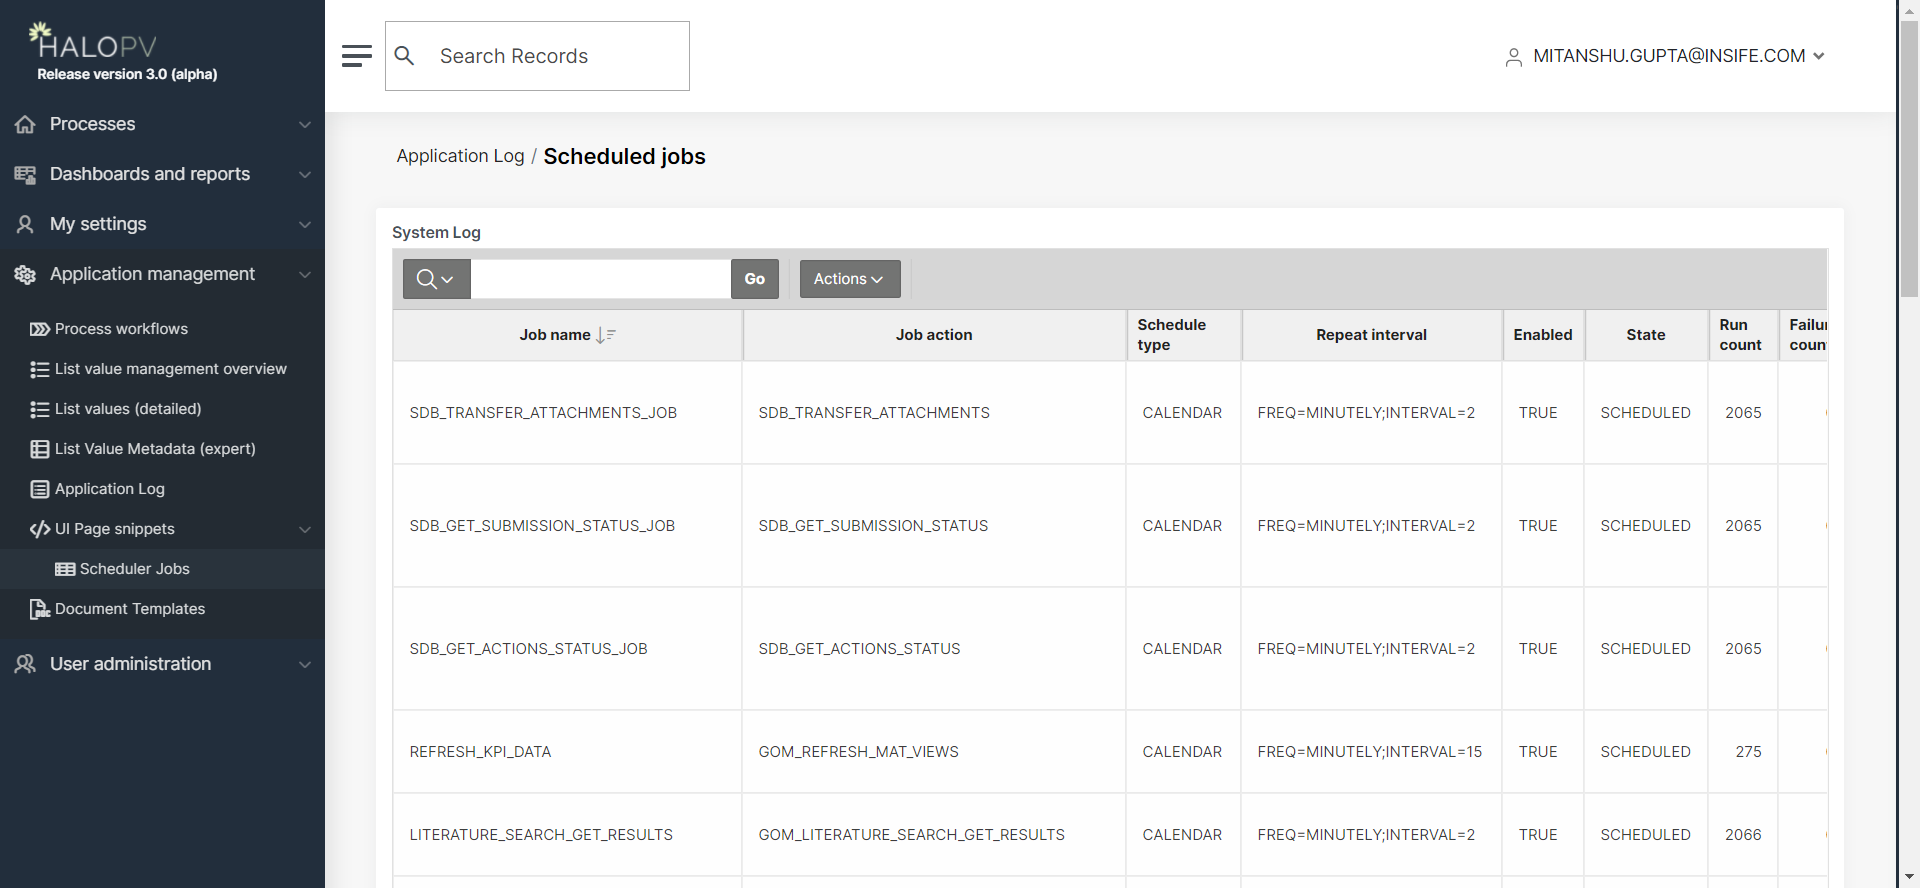 HALOPV
Release version 3.0 (alpha)
Processes
Dashboards and reports
My settings
Application management
Process workflows
List value management overview
List values (detailed)
List Value Metadata (expert)
Application Log
UI Page snippets
Scheduler Jobs
Document Templates
User administration
Search Records
MITANSHU.GUPTA@INSIFE.COM
Application Log / Scheduled jobs
System Log
Go Actions
Job name Job action Schedule type Repeat interval Enabled State Run count
SDB_TRANSFER_ATTACHMENTS_JOB SDB_TRANSFER_ATTACHMENTS CALENDAR FREQ=MINUTELY;INTERVAL=2 TRUE SCHEDULED 2065
SDB_GET_SUBMISSION_STATUS_JOB SDB_GET_SUBMISSION_STATUS CALENDAR FREQ=MINUTELY;INTERVAL=2 TRUE SCHEDULED 2065
SDB_GET_ACTIONS_STATUS_JOB SDB_GET_ACTIONS_STATUS CALENDAR FREQ=MINUTELY;INTERVAL=2 TRUE SCHEDULED 2065
REFRESH_KPI_DATA GOM_REFRESH_MAT_VIEWS CALENDAR FREQ=MINUTELY;INTERVAL=15 TRUE SCHEDULED 275
LITERATURE_SEARCH_GET_RESULTS GOM_LITERATURE_SEARCH_GET_RESULTS CALENDAR FREQ=MINUTELY;INTERVAL=2 TRUE SCHEDULED 2066